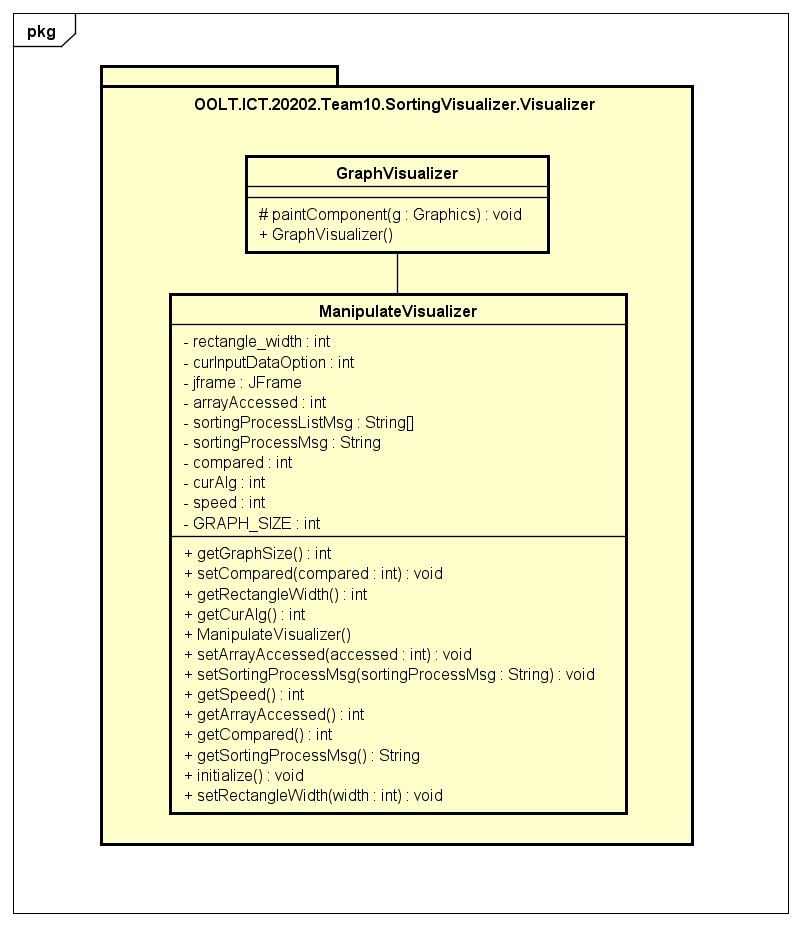 pkg
OOLT.ICT.20202.Team10.SortingVisualizer.Visualizer
GraphVisualizer
# paintComponent(g : Graphics) : void
+ GraphVisualizer()
ManipulateVisualizer
- rectangle_width : int
- curInputDataOption : int
- jframe : JFrame
- arrayAccessed : int
- sortingProcessListMsg : String[]
- sortingProcessMsg : String
- compared : int
- curAlg : int
- speed : int
- GRAPH_SIZE : int
+ getGraphSize() : int
+ setCompared(compared : int) : void
+ getRectangleWidth() : int
+ getCurAlg() : int
+ ManipulateVisualizer()
+ setArrayAccessed(accessed : int) : void
+ setSortingProcessMsg(sortingProcessMsg : String) : void
+ getSpeed() : int
+ getArrayAccessed() : int
+ getCompared() : int
+ getSortingProcessMsg() : String
+ initialize() : void
+ setRectangleWidth(width : int) : void